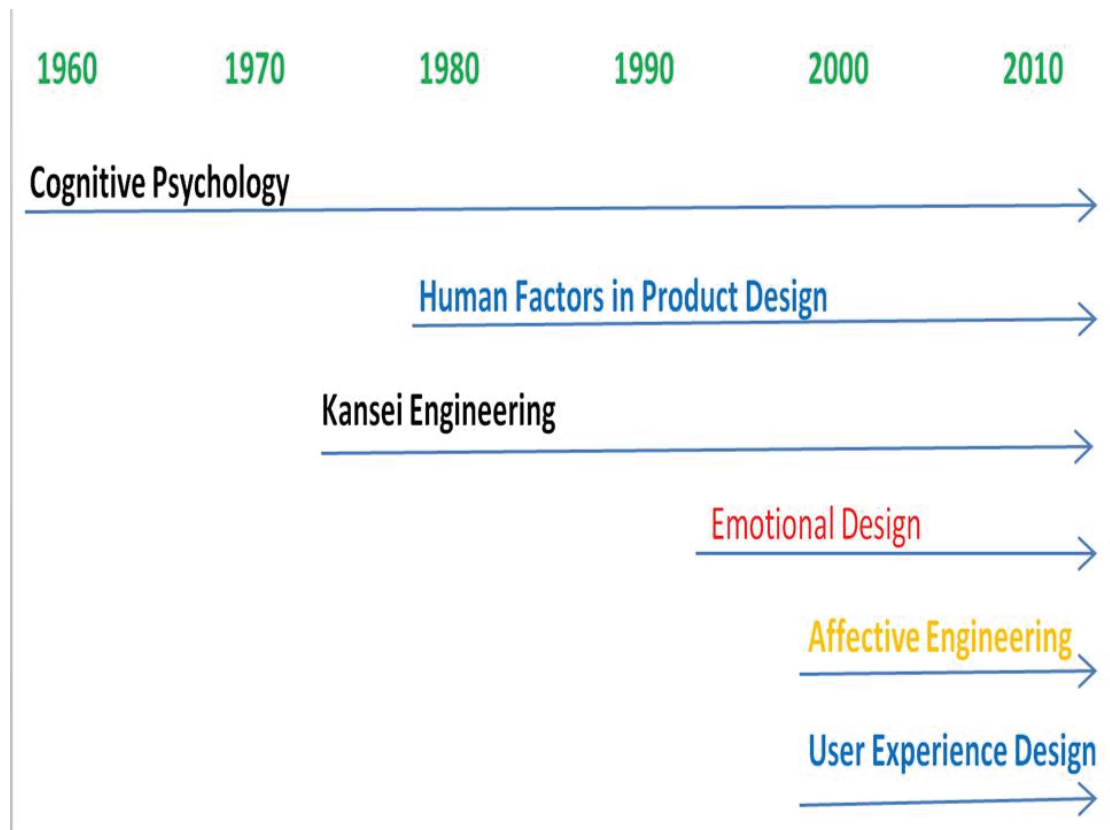 1960 1970 1980 1990 2000 2010
Cognitive Psychology
Human Factors in Product Design
Kansei Engineering
Emotional Design
Affective Engineering
User Experience Design